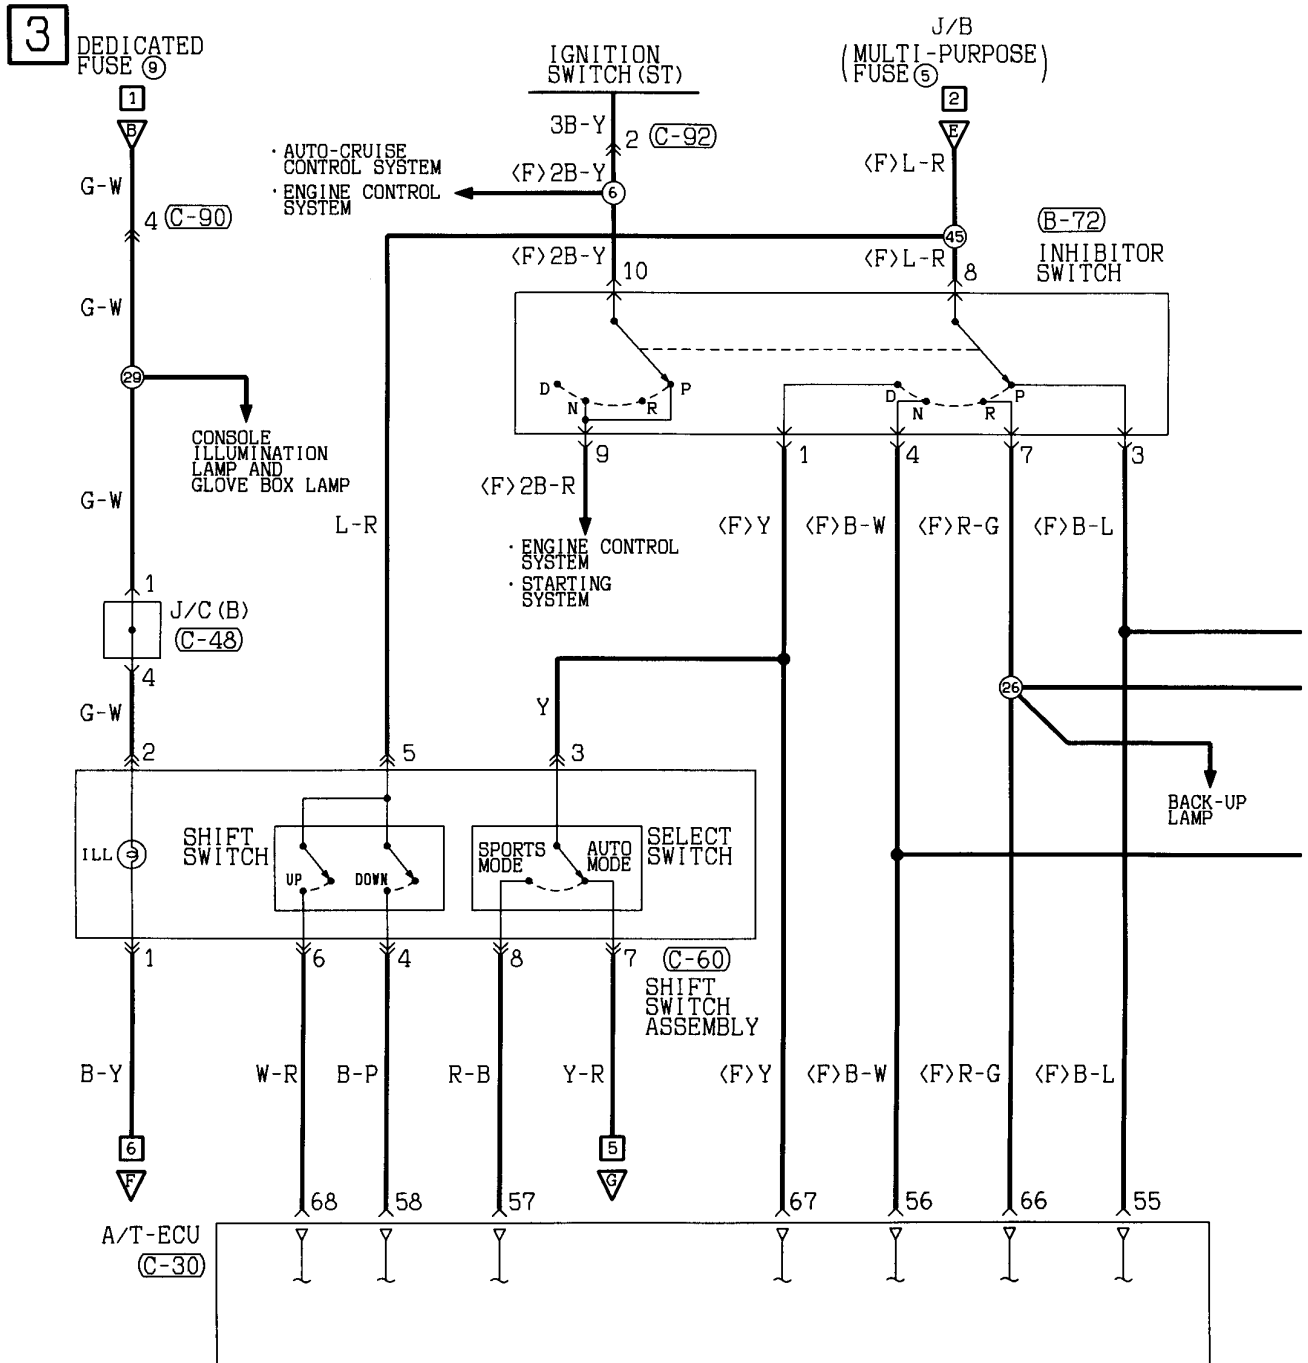 3
DEDICATED
FUSE 9
1
B
G-W
4 (C-90)
G-W
29
CONSOLE
ILLUMINATION
LAMP AND
GLOVE BOX LAMP
G-W
1
J/C(B)
(C-48)
4
G-W
2
IGNITION
SWITCH(ST)
3B-Y
2 (C-92)
· AUTO-CRUISE
CONTROL SYSTEM
· ENGINE CONTROL
SYSTEM
<F>2B-Y
6
<F>2B-Y
10
J/B
(MULTI-PURPOSE)
FUSE 5
2
E
<F>L-R
45
<F>L-R
8
(B-72)
INHIBITOR
SWITCH
D
N
R
P
D
N
R
P
9
1
4
7
3
<F>2B-R
· ENGINE CONTROL
SYSTEM
· STARTING
SYSTEM
L-R
<F>Y
<F>B-W
<F>R-G
<F>B-L
26
BACK-UP
LAMP
Y
5
3
ILL
SHIFT
SWITCH
UP
DOWN
SPORTS
MODE
AUTO
MODE
SELECT
SWITCH
1
6
4
8
7
(C-60)
SHIFT
SWITCH
ASSEMBLY
B-Y
W-R
B-P
R-B
Y-R
<F>Y
<F>B-W
<F>R-G
<F>B-L
6
F
5
G
68
58
57
67
56
66
55
A/T-ECU
(C-30)